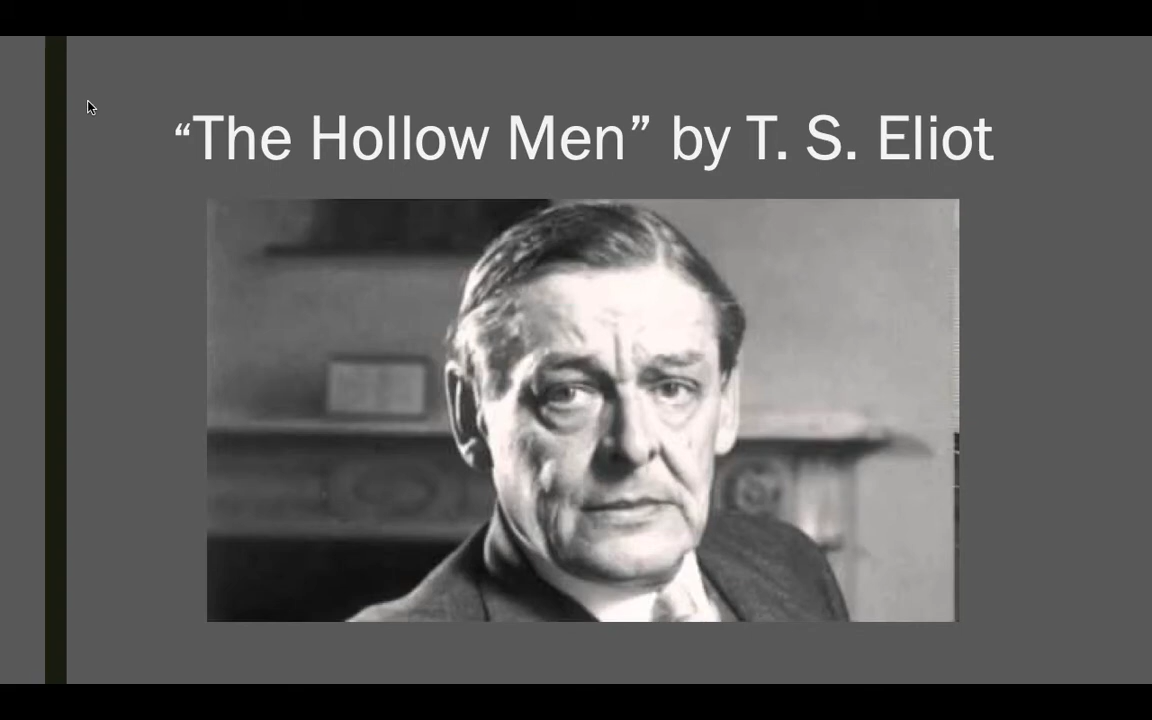 “The Hollow Men” by T. S. Eliot